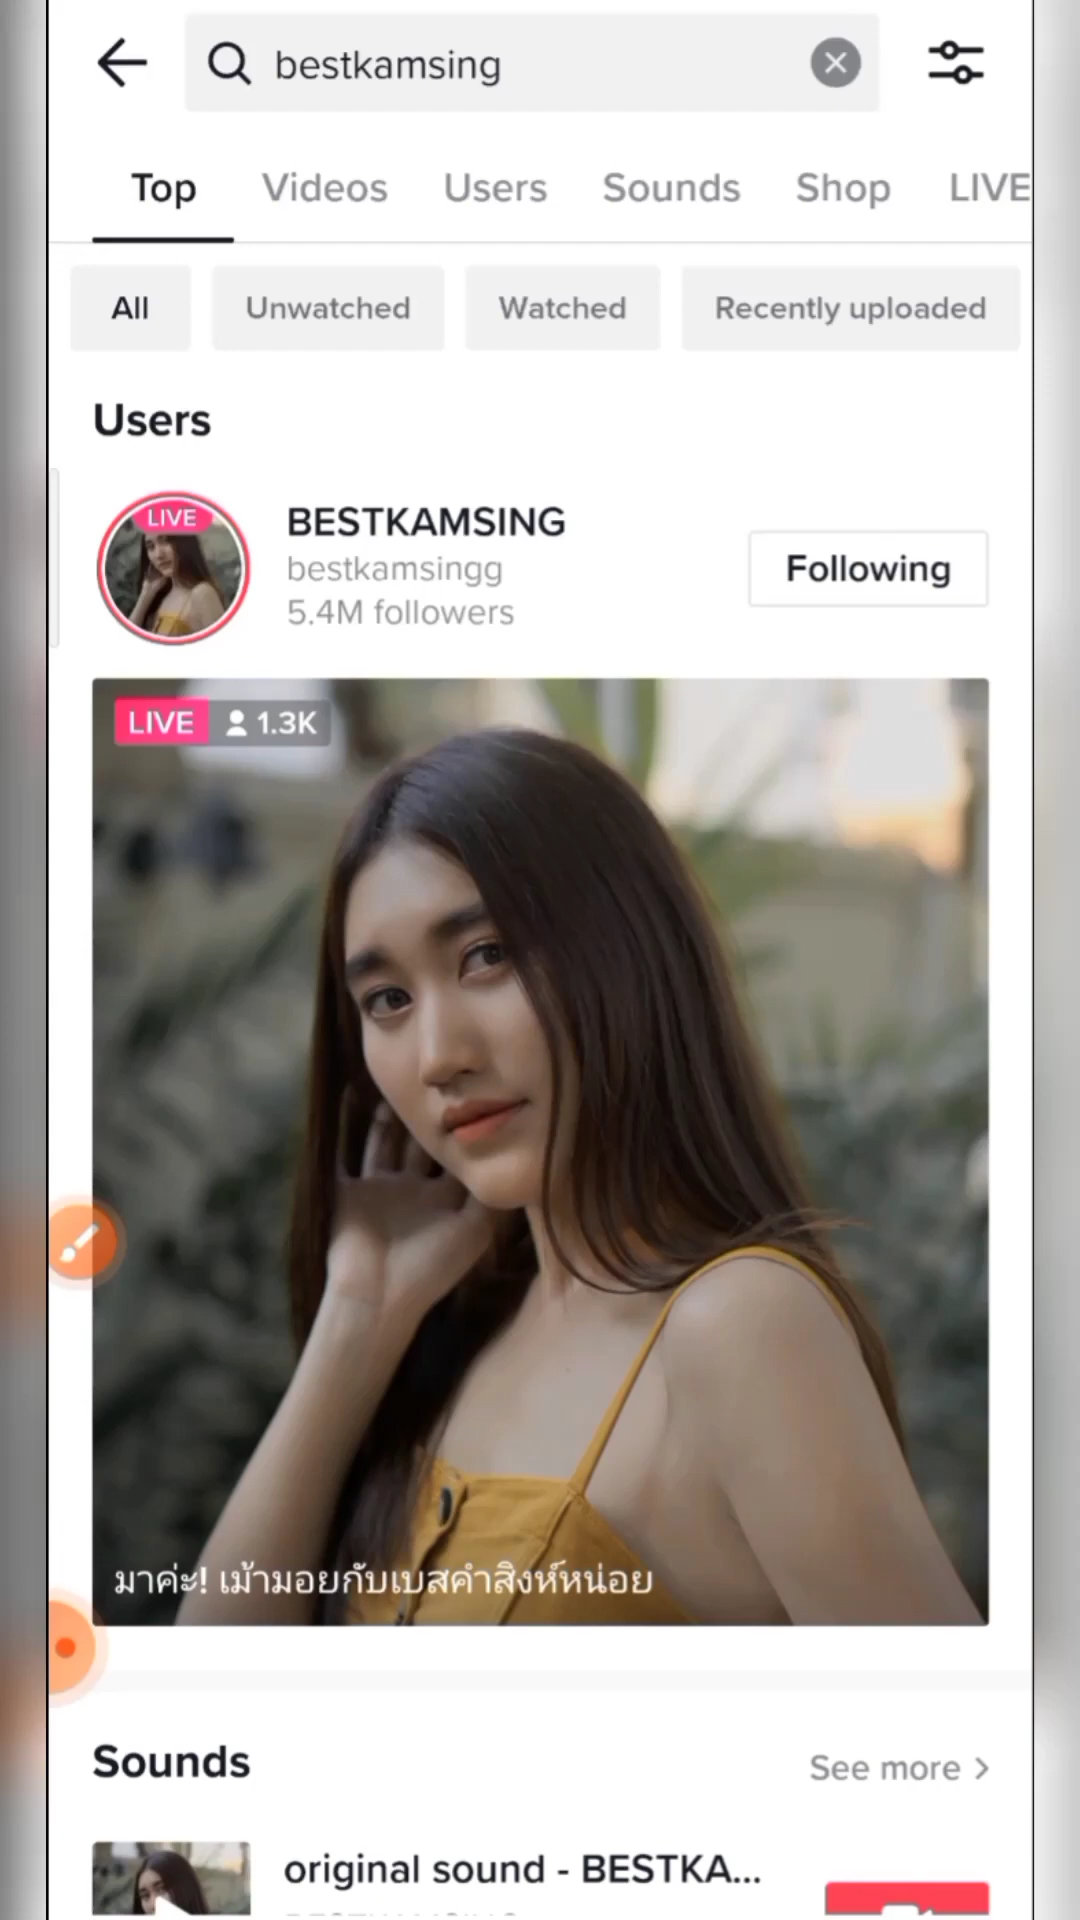 bestkamsing
Top Videos Users Sounds Shop LIVE
All Unwatched Watched Recently uploaded
Users
LIVE
BESTKAMSING
bestkamsingg
5.4M followers
Following
LIVE 1.3K
มาค่ะ! เม้ามอยกับเบสคำสิงห์หน่อย
Sounds
See more
original sound - BESTKA...